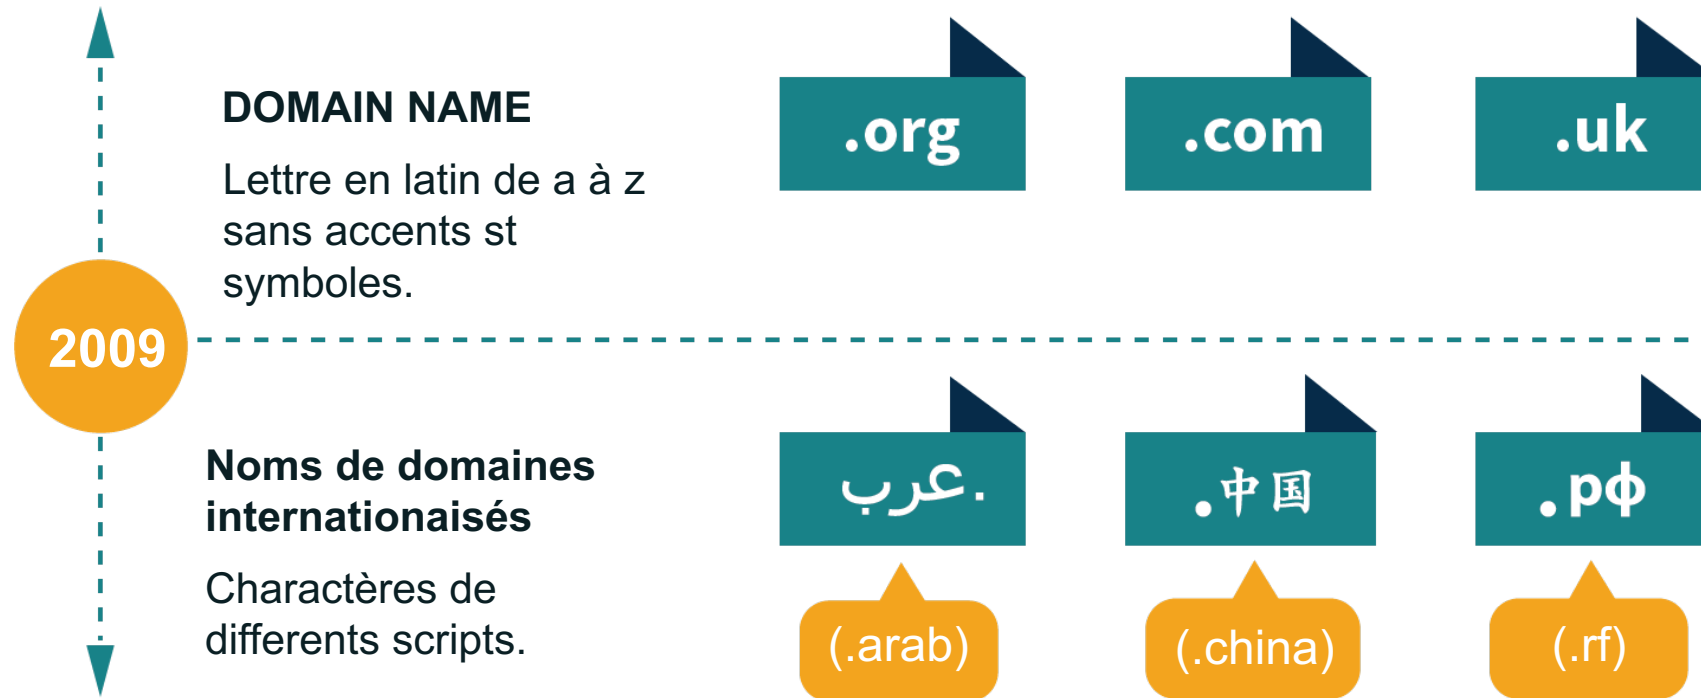 DOMAIN NAME
Lettre en latin de a à z
sans accents st
symboles.
.org
.com
.uk
2009
Noms de domaines
internationaisés
Charactères de
differents scripts.
.عرب
.中国
.рф
(.arab)
(.china)
(.rf)